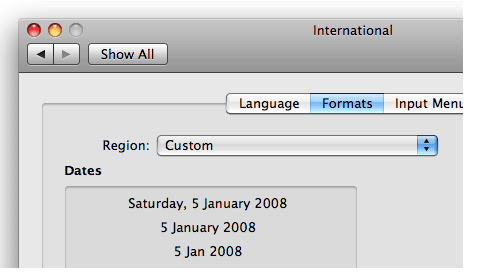 International
Show All
Language Formats Input Menu
Region: Custom
Dates
Saturday, 5 January 2008
5 January 2008
5 Jan 2008